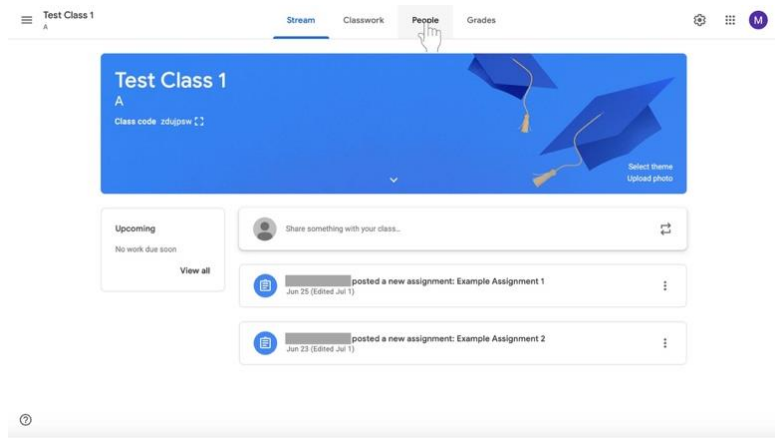 Test Class 1
A
Stream Classwork People Grades
M
Test Class 1
A
Class code zdujpsw
Select theme
Upload photo
Upcoming
No work due soon
View all
Share something with your class...
posted a new assignment: Example Assignment 1
Jun 25 (Edited Jul 1)
posted a new assignment: Example Assignment 2
Jun 23 (Edited Jul 1)